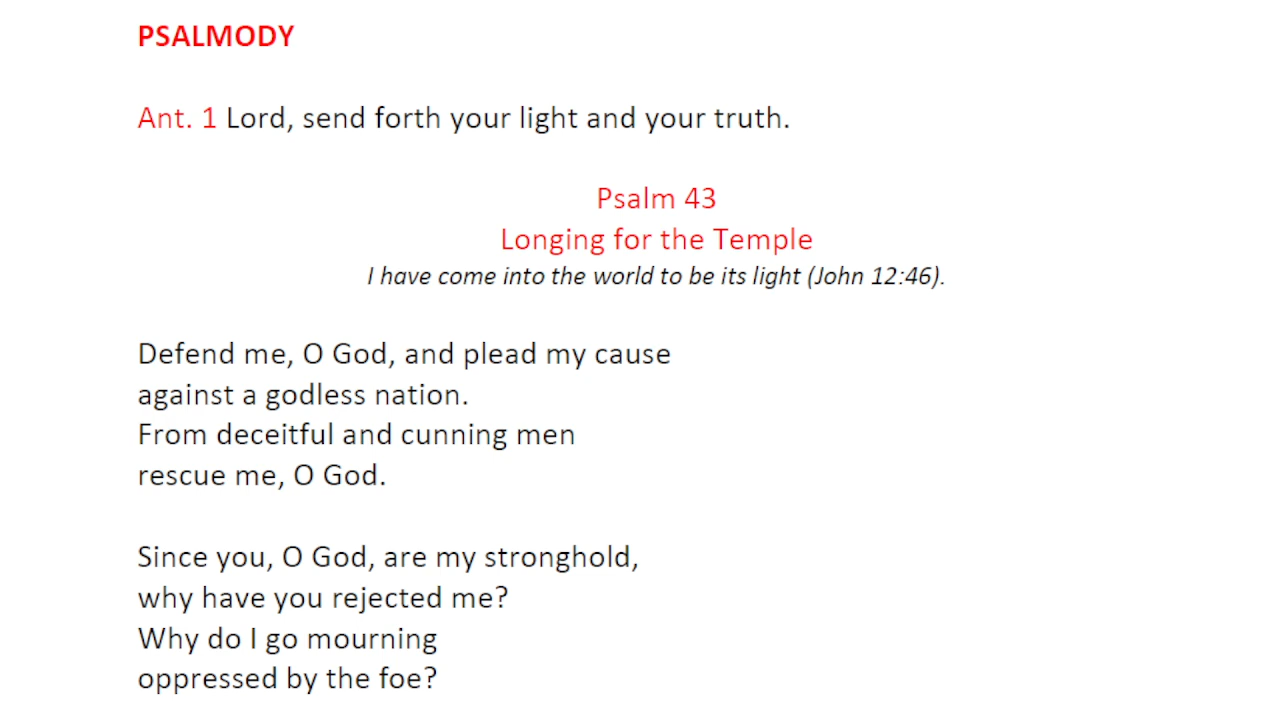 PSALMODY
Ant. 1 Lord, send forth your light and your truth.
Psalm 43
Longing for the Temple
I have come into the world to be its light (John 12:46).
Defend me, O God, and plead my cause
against a godless nation.
From deceitful and cunning men
rescue me, O God.
Since you, O God, are my stronghold,
why have you rejected me?
Why do I go mourning
oppressed by the foe?